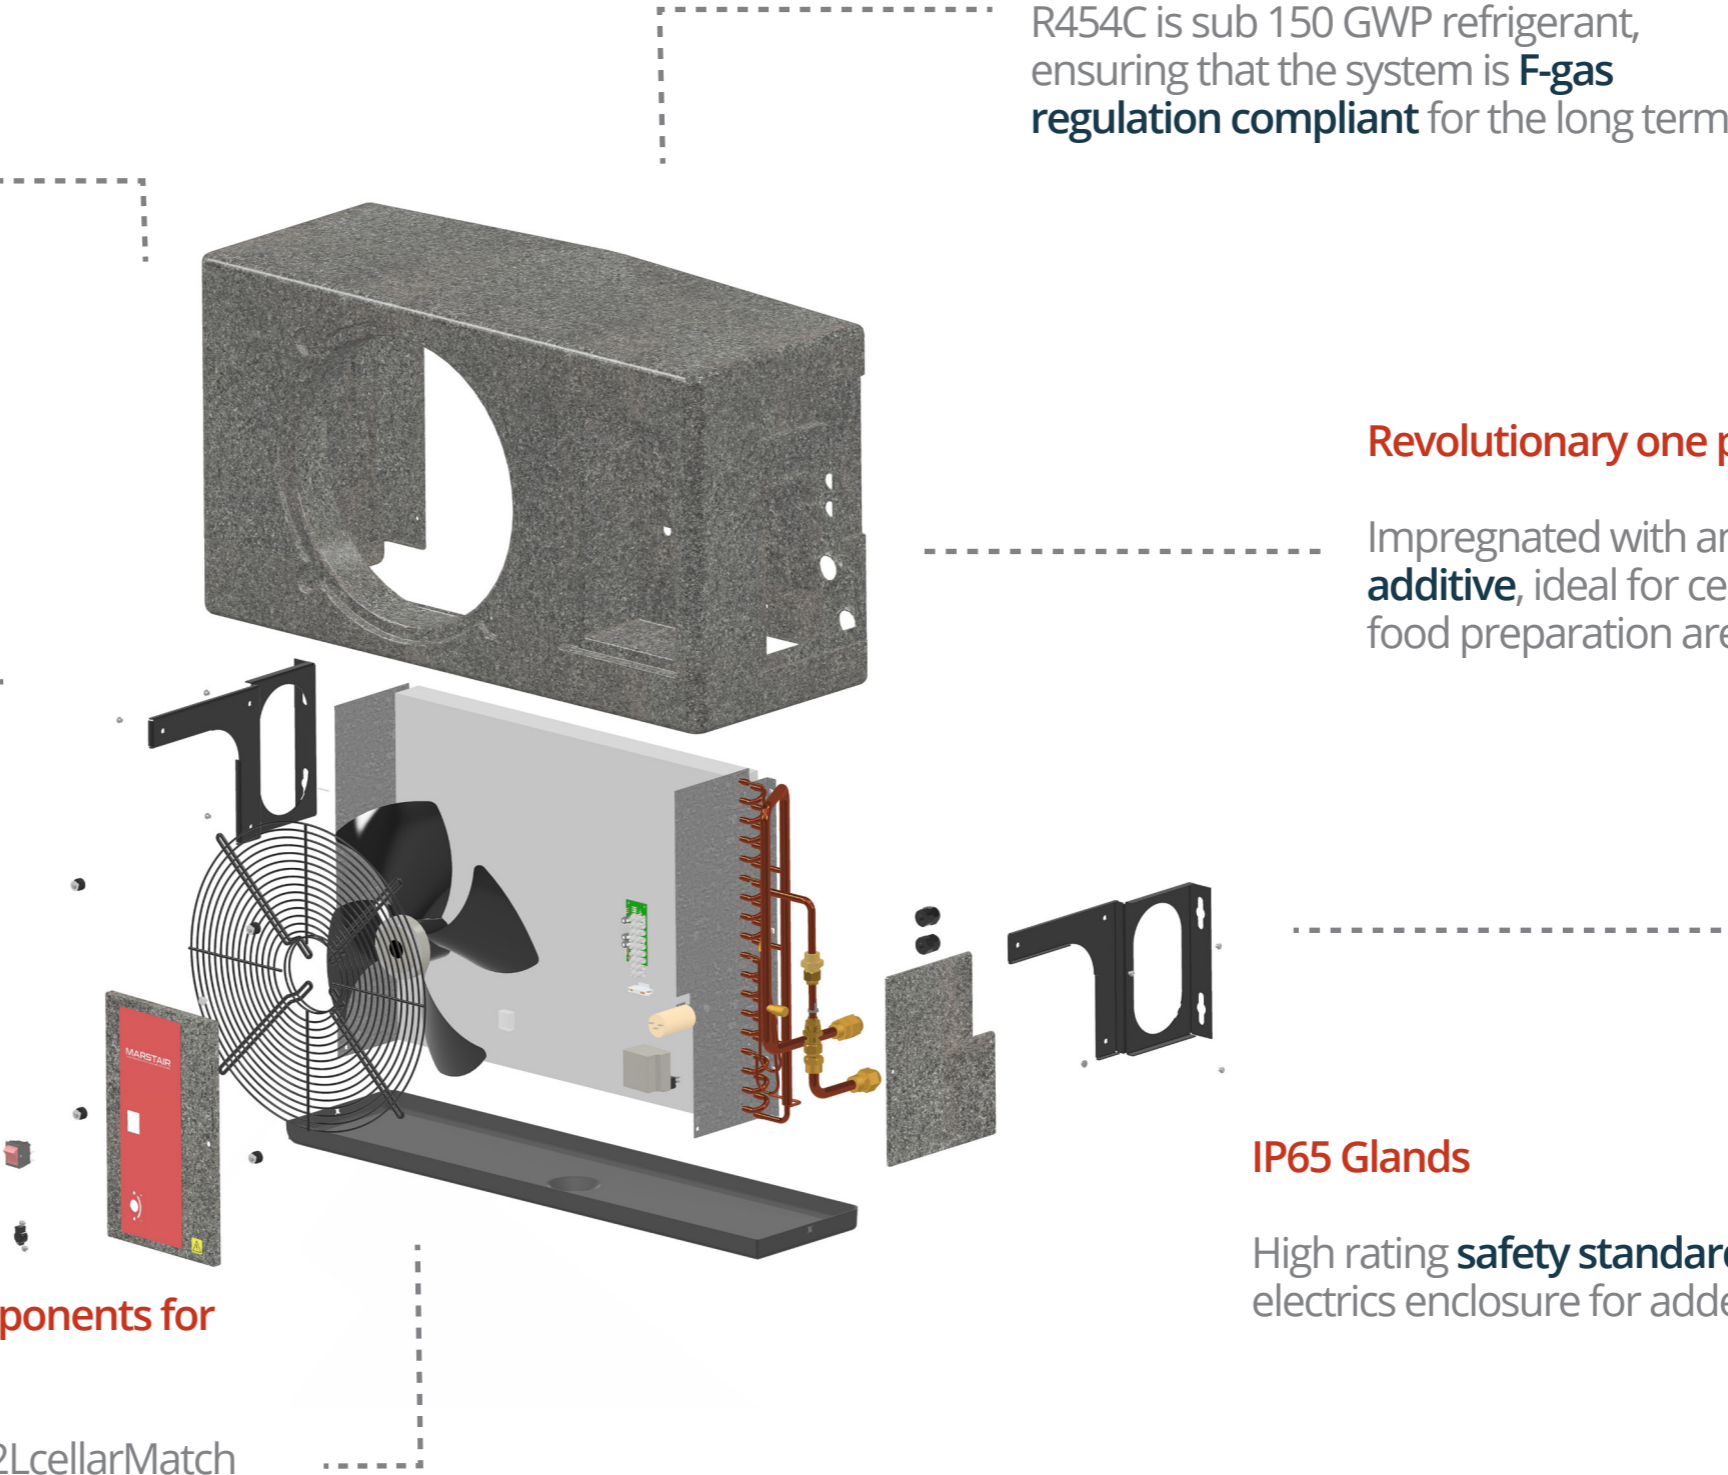 R454C is sub 150 GWP refrigerant,
ensuring that the system is F-gas
regulation compliant for the long term
Revolutionary one
Impregnated with
additive, ideal for
food preparation
MARSTAIR
IP65 Glands
High rating safety
electrics enclosure for
ponents for
2LcellarMatch